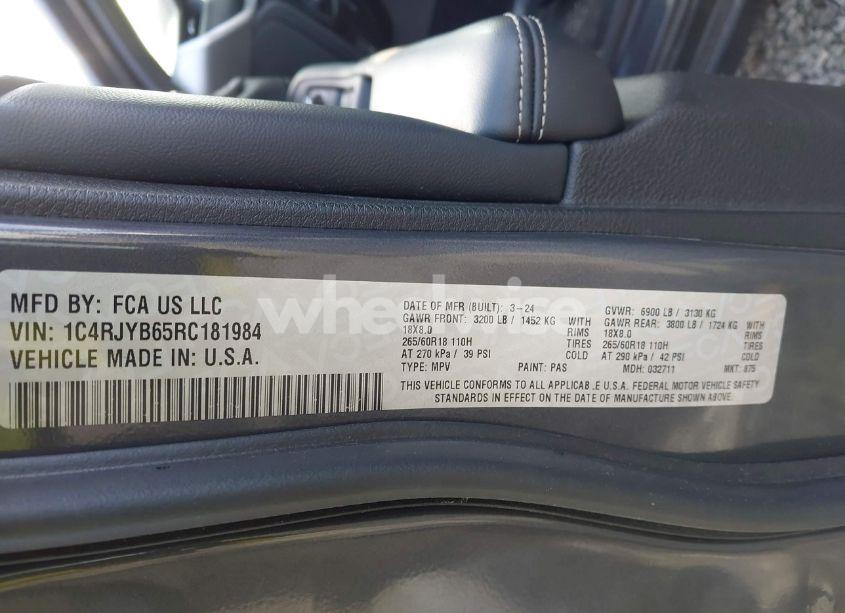 MFD BY: FCA US LLC
VIN: 1C4RJYB65RC181984
VEHICLE MADE IN: U.S.A.
DATE OF MFR (BUILT): 3-24 GVWR: 6900 LB / 3130 KG
GAWR FRONT: 3200 LB / 1452 KG WITH GAWR REAR: 3800 LB / 1724 KG WITH
18X8.0 RIMS 18X8.0 RIMS
265/60R18 110H TIRES 265/60R18 110H TIRES
AT 270 kPa / 39 PSI COLD AT 290 kPa / 42 PSI COLD
TYPE: MPV PAINT: PAS MDH: 032711 MKT: 875
THIS VEHICLE CONFORMS TO ALL APPLICAB.E U.S.A. FEDERAL MOTOR VEHICLE SAFETY
STANDARDS IN EFFECT ON THE DATE OF MANUFACTURE SHOWN ABOVE.